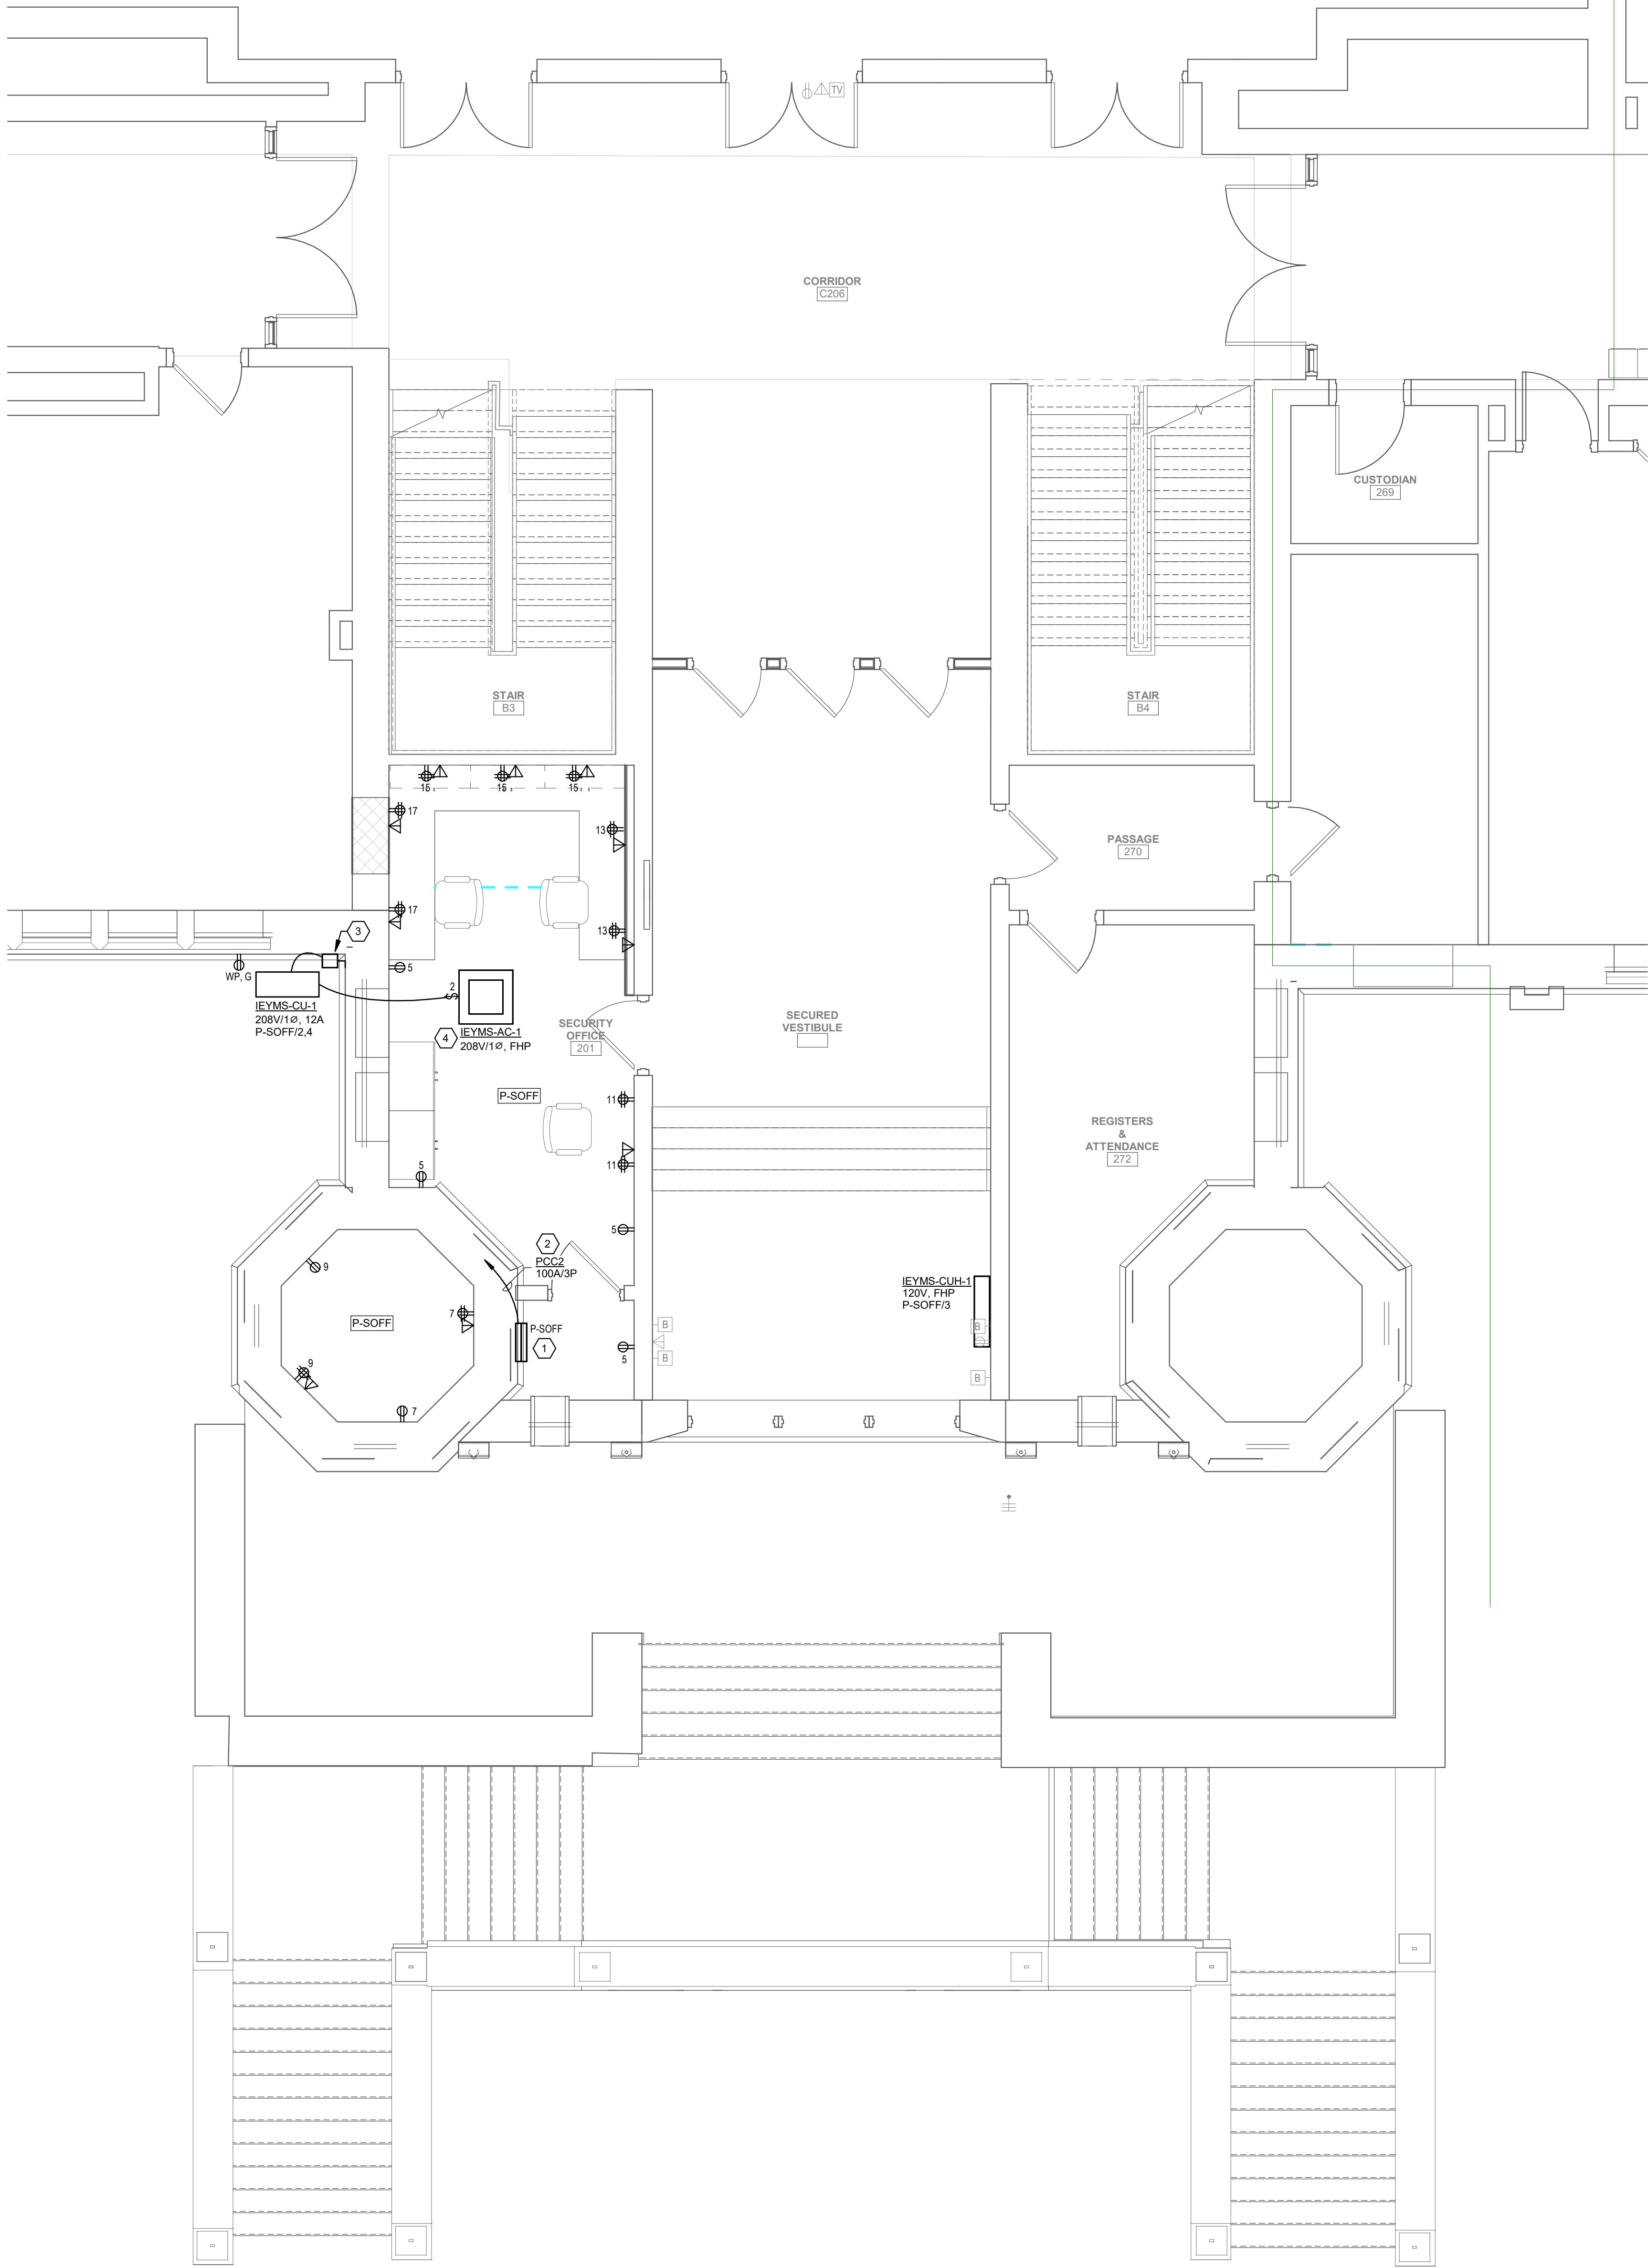 TV
CORRIDOR
C206
CUSTODIAN
269
STAIR
B3
STAIR
B4
15
15
15
17
13
PASSAGE
270
17
13
3
WP, G
5
2
IEYMS-CU-1
208V/1Ø, 12A
P-SOFF/2,4
4
IEYMS-AC-1
208V/1Ø, FHP
SECURITY
OFFICE
201
SECURED
VESTIBULE
P-SOFF
11
REGISTERS
&
ATTENDANCE
272
11
5
5
2
PCC2
100A/3P
9
IEYMS-CUH-1
120V, FHP
P-SOFF/3
7
P-SOFF
P-SOFF
1
B
B
5
B
9
B
7